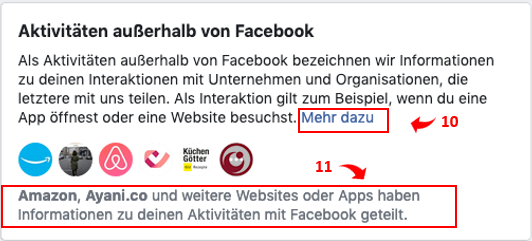 Aktivitäten außerhalb von Facebook
Als Aktivitäten außerhalb von Facebook bezeichnen wir Informationen
zu deinen Interaktionen mit Unternehmen und Organisationen, die
letztere mit uns teilen. Als Interaktion gilt zum Beispiel, wenn du eine
App öffnest oder eine Website besuchst. Mehr dazu
10
Küchen
Götter
11
Amazon, Ayani.co und weitere Websites oder Apps haben
Informationen zu deinen Aktivitäten mit Facebook geteilt.